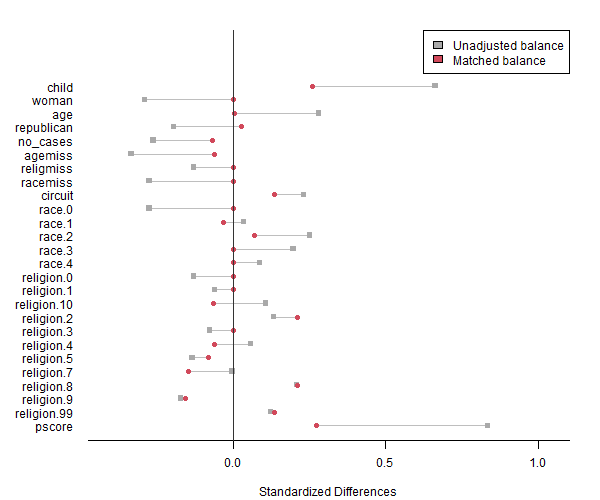 Unadjusted balance
Matched balance
child
woman
age
republican
no_cases
agemiss
religmiss
racemiss
circuit
race.0
race.1
race.2
race.3
race.4
religion.0
religion.1
religion.10
religion.2
religion.3
religion.4
religion.5
religion.7
religion.8
religion.9
religion.99
pscore
0.0 0.5 1.0
Standardized Differences